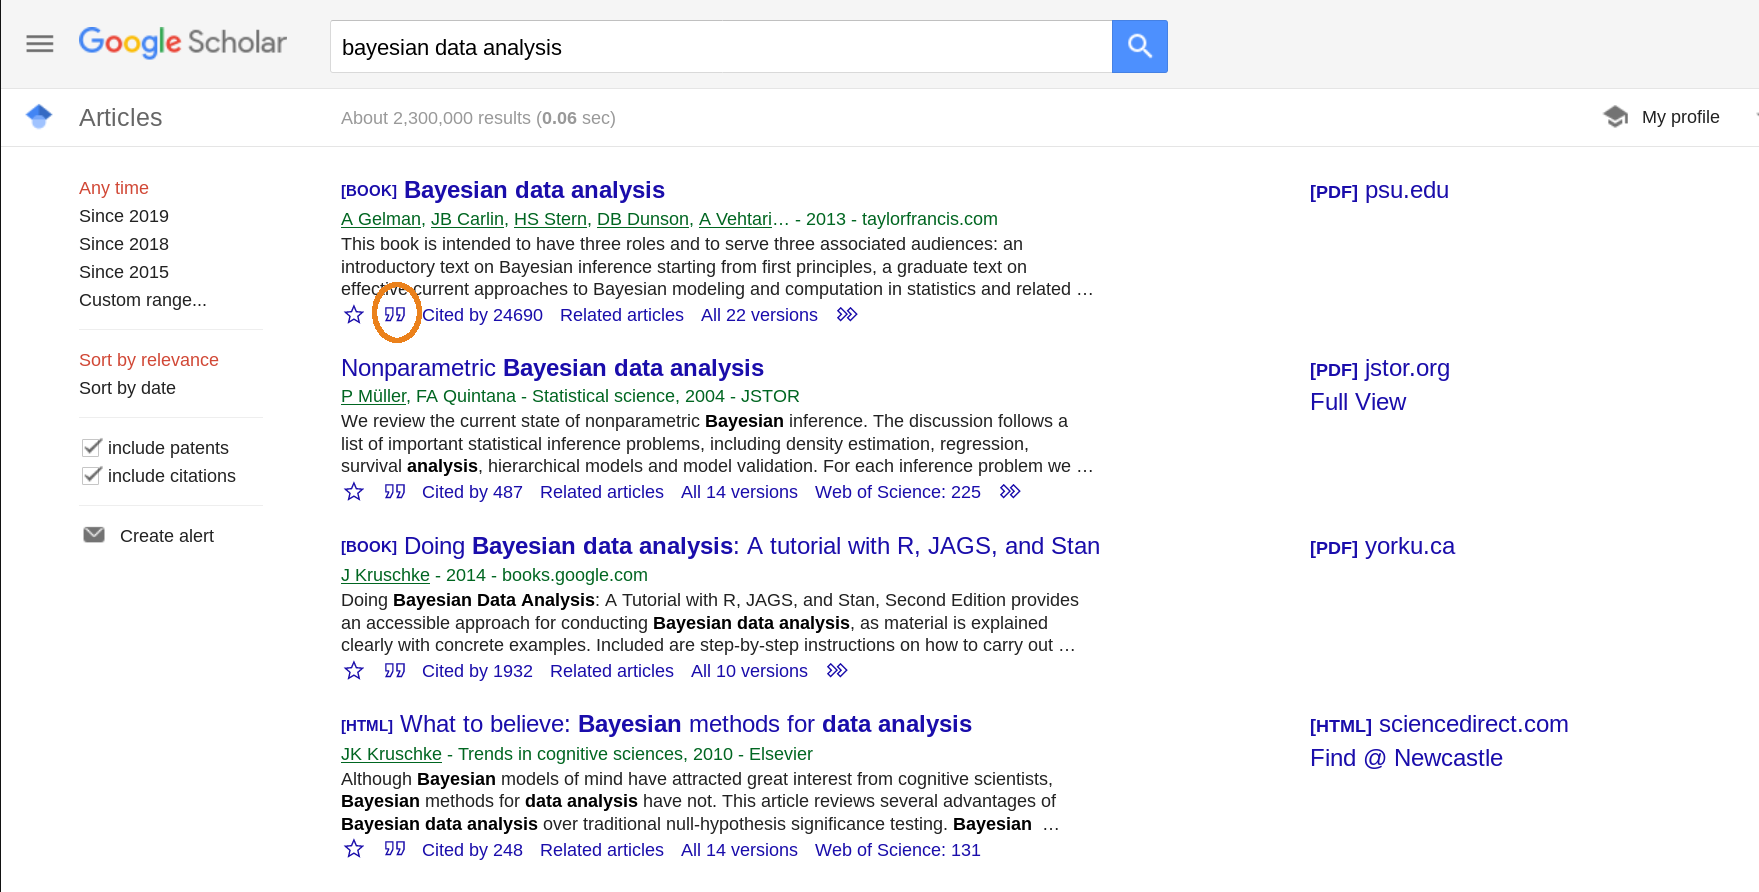 Google Scholar
bayesian data analysis
Articles
About 2,300,000 results (0.06 sec)
My profile
Any time
Since 2019
Since 2018
Since 2015
Custom range...
Sort by relevance
Sort by date
include patents
include citations
Create alert
[BOOK] Bayesian data analysis
[PDF] psu.edu
A Gelman, JB Carlin, HS Stern, DB Dunson, A Vehtari… - 2013 - taylorfrancis.com
This book is intended to have three roles and to serve three associated audiences: an
introductory text on Bayesian inference starting from first principles, a graduate text on
effective current approaches to Bayesian modeling and computation in statistics and related …
Cited by 24690 Related articles All 22 versions
Nonparametric Bayesian data analysis
[PDF] jstor.org
Full View
P Müller, FA Quintana - Statistical science, 2004 - JSTOR
We review the current state of nonparametric Bayesian inference. The discussion follows a
list of important statistical inference problems, including density estimation, regression,
survival analysis, hierarchical models and model validation. For each inference problem we …
Cited by 487 Related articles All 14 versions Web of Science: 225
[BOOK] Doing Bayesian data analysis: A tutorial with R, JAGS, and Stan
[PDF] yorku.ca
J Kruschke - 2014 - books.google.com
Doing Bayesian Data Analysis: A Tutorial with R, JAGS, and Stan, Second Edition provides
an accessible approach for conducting Bayesian data analysis, as material is explained
clearly with concrete examples. Included are step-by-step instructions on how to carry out …
Cited by 1932 Related articles All 10 versions
[HTML] What to believe: Bayesian methods for data analysis
[HTML] sciencedirect.com
Find @ Newcastle
JK Kruschke - Trends in cognitive sciences, 2010 - Elsevier
Although Bayesian models of mind have attracted great interest from cognitive scientists,
Bayesian methods for data analysis have not. This article reviews several advantages of
Bayesian data analysis over traditional null-hypothesis significance testing. Bayesian …
Cited by 248 Related articles All 14 versions Web of Science: 131